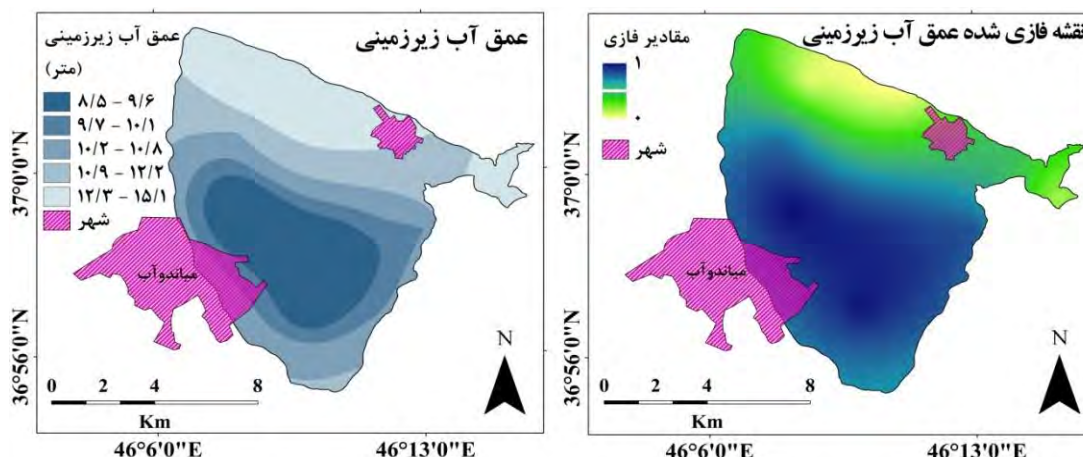 عمق آب زیرزمینی
عمق آب زیرزمینی
(متر)
۸/۵ - ۹/۶
۹/۷ - ۱۰/۱
۱۰/۲ - ۱۰/۸
۱۰/۹ - ۱۲/۲
۱۲/۳ - ۱۵/۱
شهر
میاندوآب
37°0'0"N
36°56'0"N
N
0 2 4 8
Km
46°6'0"E 46°13'0"E
نقشه فازی شده عمق آب زیرزمینی
مقادیر فازی
۱
۰
شهر
میاندوآب
37°0'0"N
36°56'0"N
N
0 2 4 8
Km
46°6'0"E 46°13'0"E